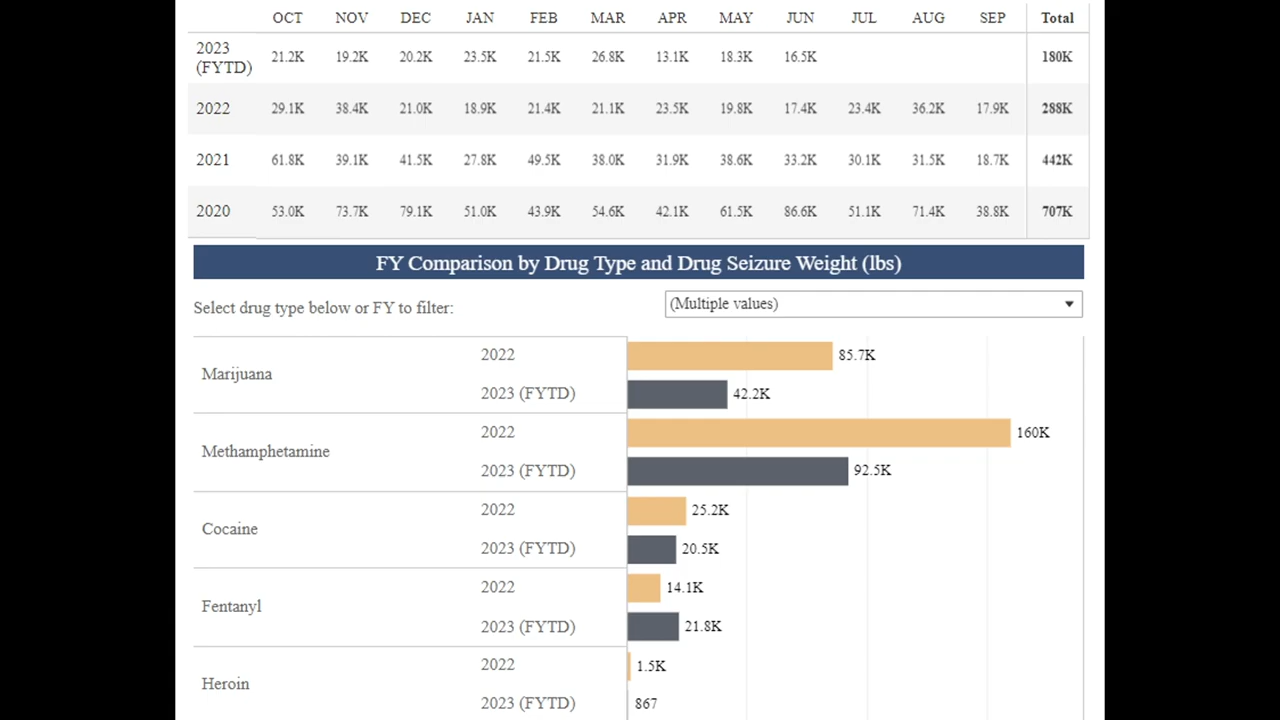 OCT NOV DEC JAN FEB MAR APR MAY JUN JUL AUG SEP Total
2023 (FYTD) 21.2K 19.2K 20.2K 23.5K 21.5K 26.8K 13.1K 18.3K 16.5K 180K
2022 29.1K 38.4K 21.0K 18.9K 21.4K 21.1K 23.5K 19.8K 17.4K 23.4K 36.2K 17.9K 288K
2021 61.8K 39.1K 41.5K 27.8K 49.5K 38.0K 31.9K 38.6K 33.2K 30.1K 31.5K 18.7K 442K
2020 53.0K 73.7K 79.1K 51.0K 43.9K 54.6K 42.1K 61.5K 86.6K 51.1K 71.4K 38.8K 707K
FY Comparison by Drug Type and Drug Seizure Weight (lbs)
Select drug type below or FY to filter: (Multiple values)
Marijuana
2022 85.7K
2023 (FYTD) 42.2K
Methamphetamine
2022 160K
2023 (FYTD) 92.5K
Cocaine
2022 25.2K
2023 (FYTD) 20.5K
Fentanyl
2022 14.1K
2023 (FYTD) 21.8K
Heroin
2022 1.5K
2023 (FYTD) 867